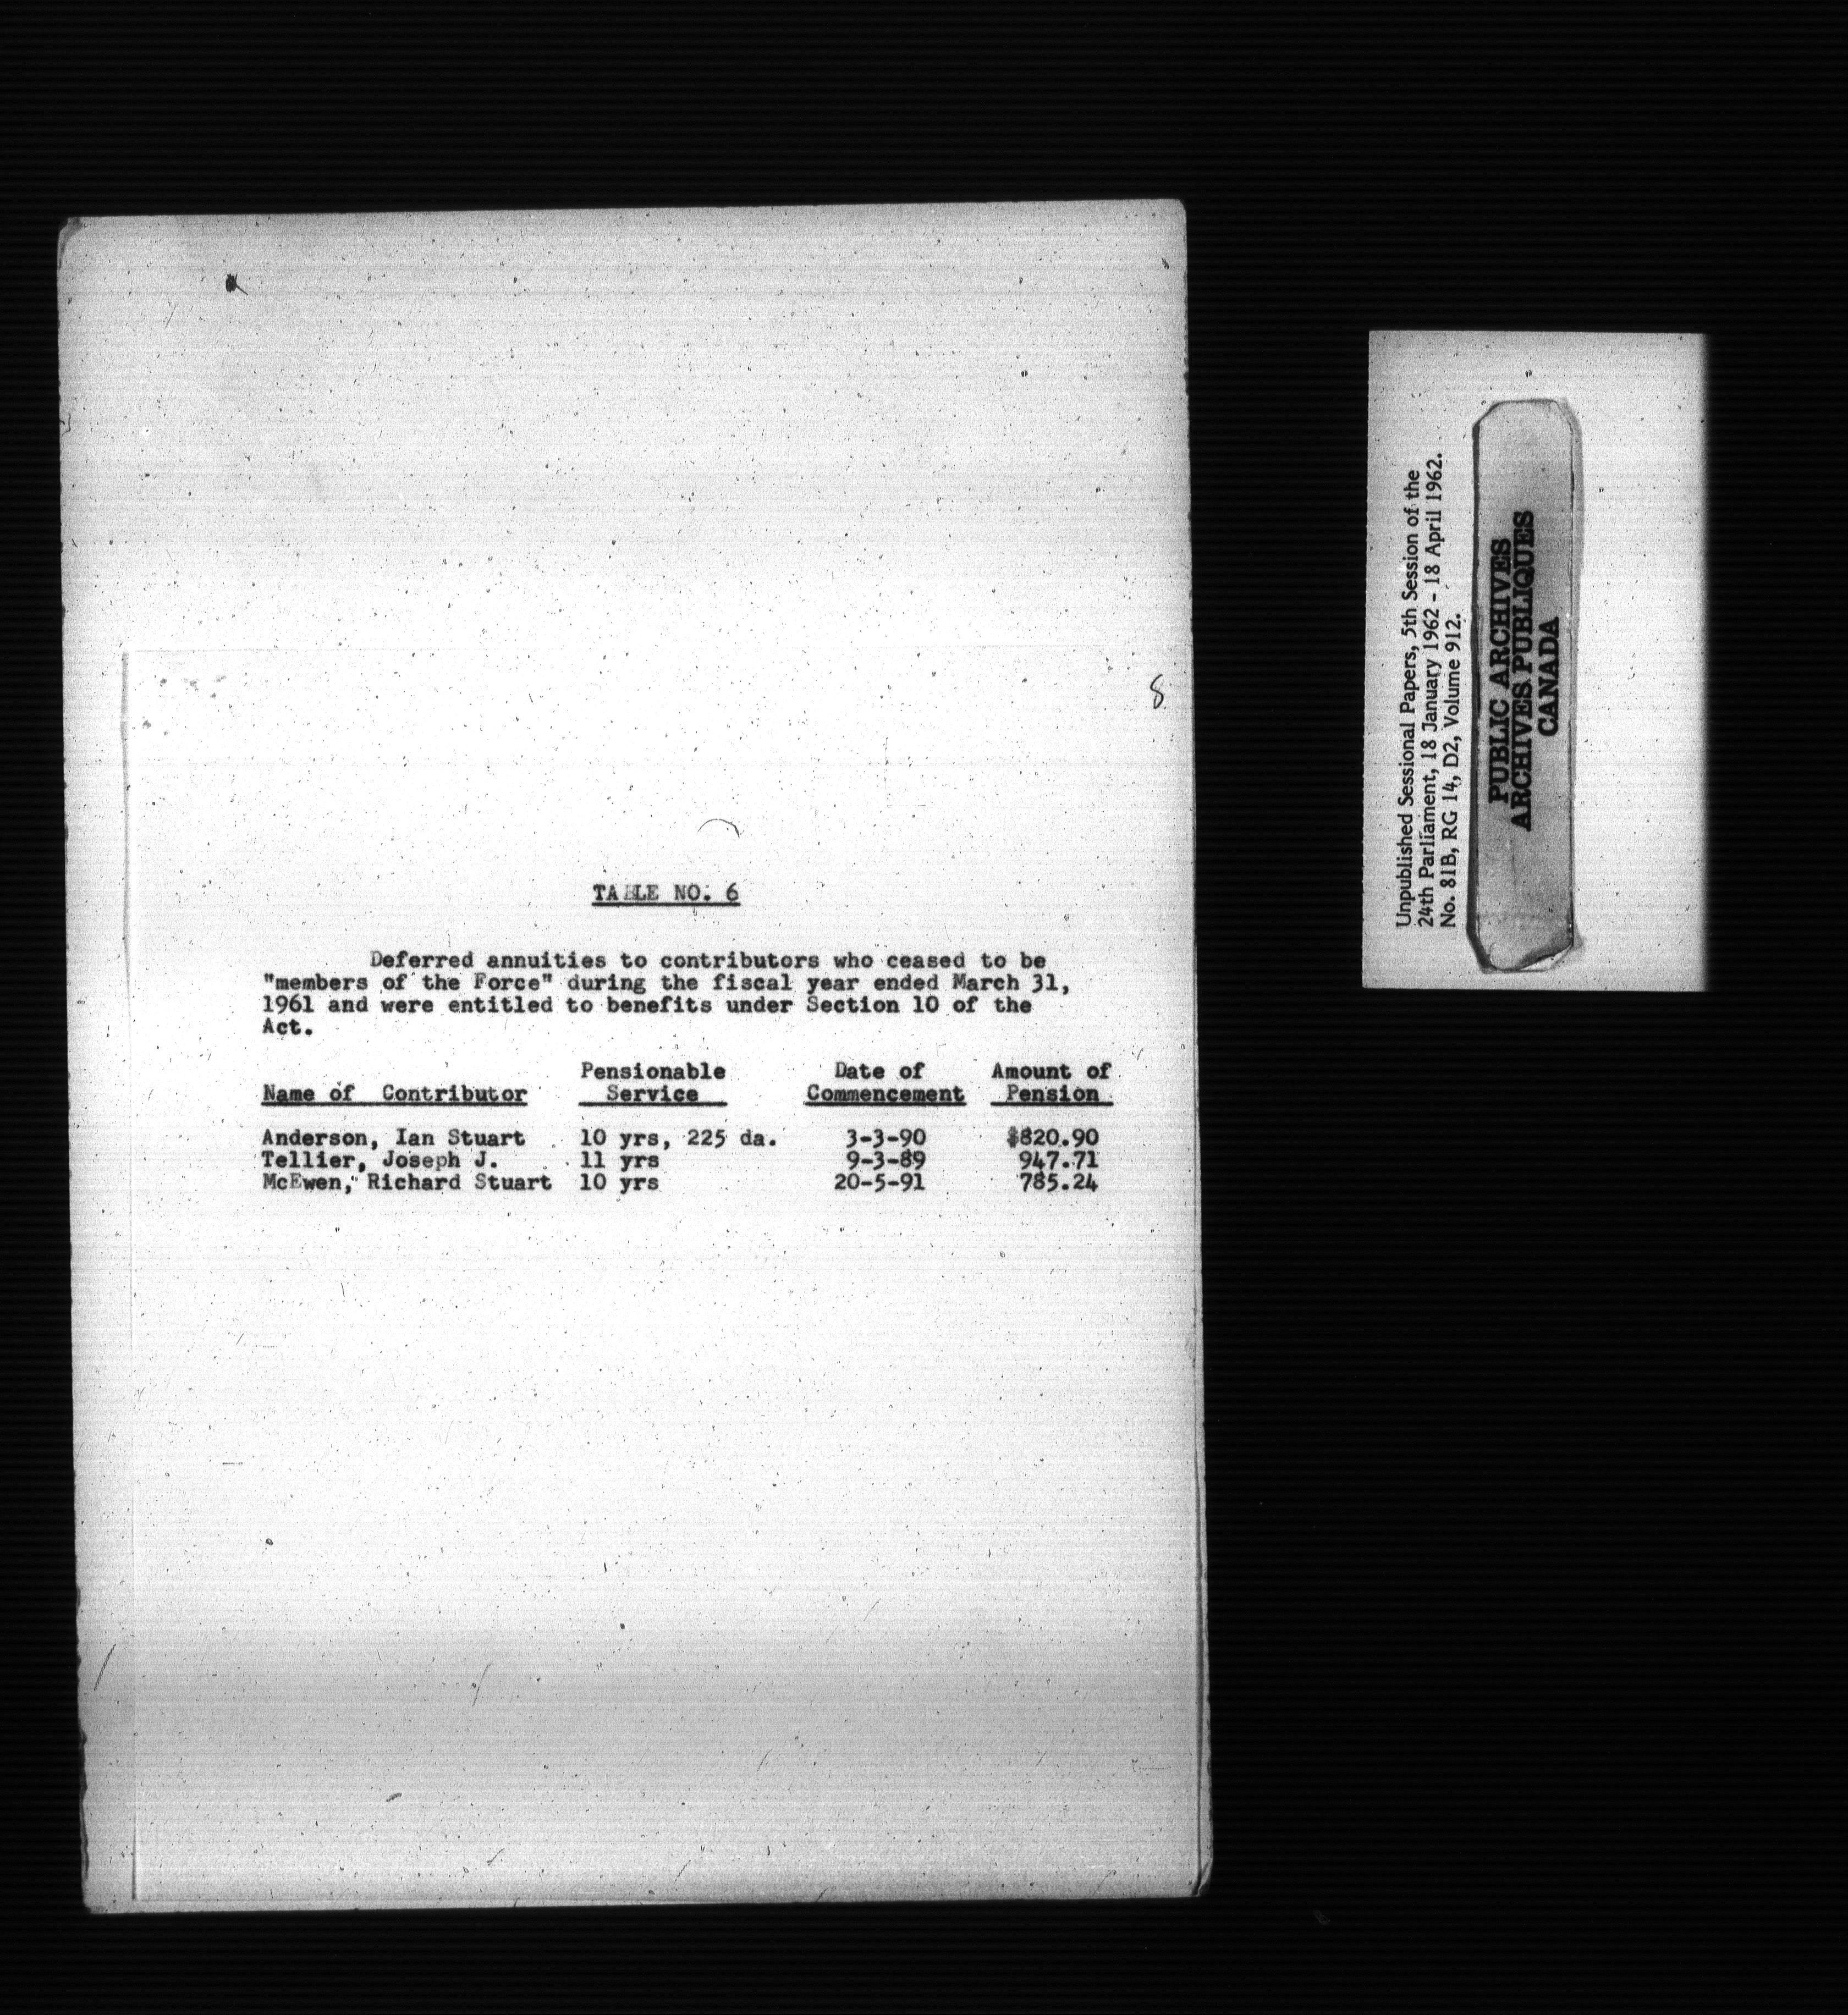 8
TABLE NO. 6
Deferred annuities to contributors who ceased to be
"members of the Force" during the fiscal year ended March 31,
1961 and were entitled to benefits under Section 10 of the
Act.
Name of Contributor Pensionable Service Date of Commencement Amount of Pension
Anderson, Ian Stuart 10 yrs, 225 da. 3-3-90 $820.90
Tellier, Joseph J. 11 yrs 9-3-89 947.71
McEwen, Richard Stuart 10 yrs 20-5-91 785.24
Unpublished Sessional Papers, 5th Session of the
24th Parliament, 18 January 1962 - 18 April 1962.
No. 81B, RG 14, D2, Volume 912.
PUBLIC ARCHIVES
ARCHIVES PUBLIQUES
CANADA